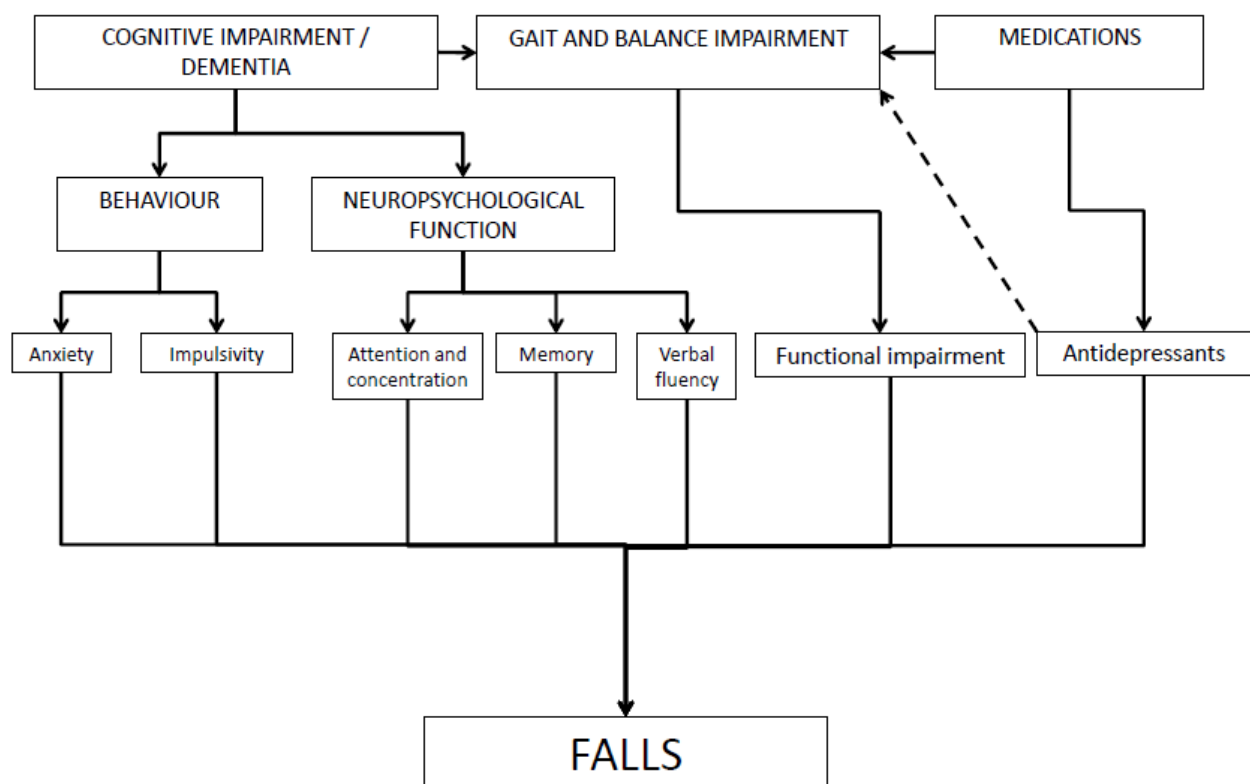 COGNITIVE IMPAIRMENT /
DEMENTIA
GAIT AND BALANCE IMPAIRMENT
MEDICATIONS
BEHAVIOUR
NEUROPSYCHOLOGICAL
FUNCTION
Anxiety
Impulsivity
Attention and
concentration
Memory
Verbal
fluency
Functional impairment
Antidepressants
FALLS